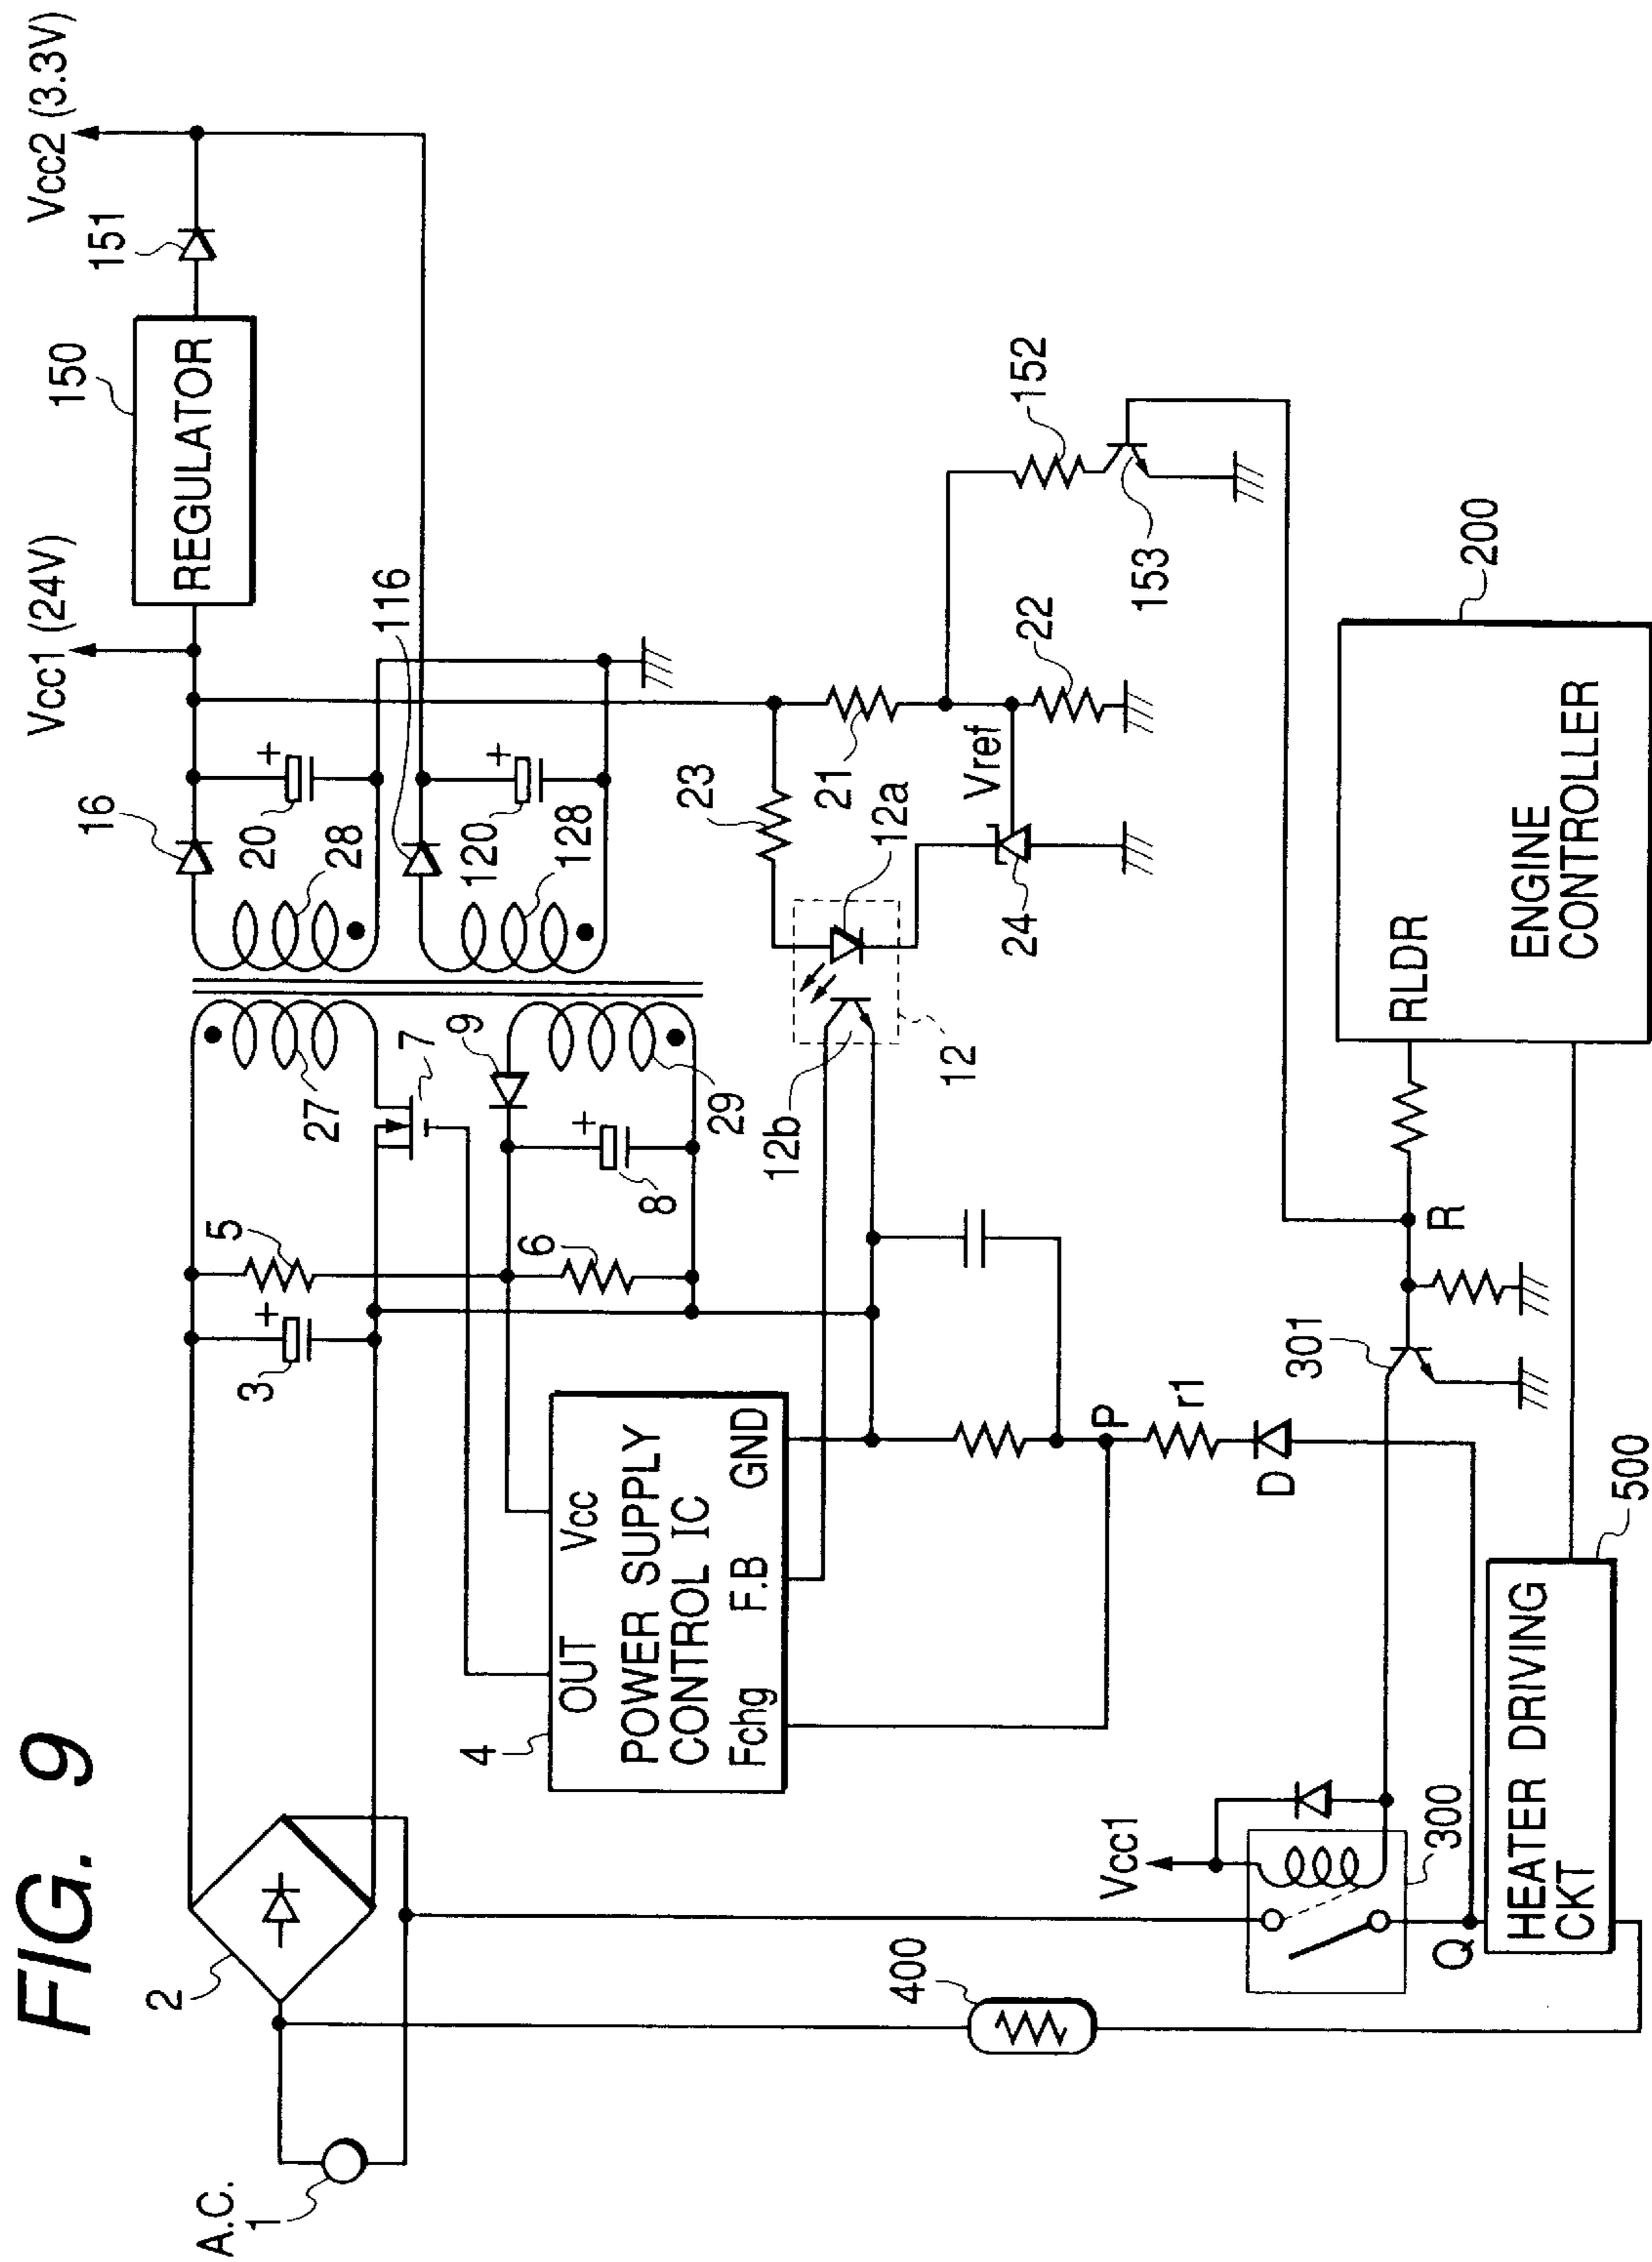 FIG. 9
Vcc1 (24V)
Vcc2 (3.3V)
150
REGULATOR
151
16
20
+
28
116
120
+
128
27
7
9
29
8
+
5
6
3
+
2
A.C.
1
4
OUT
Vcc
POWER SUPPLY
CONTROL IC
Fchg
F.B
GND
12
12a
12b
23
21
Vref
22
24
152
153
P
r1
D
Q
R
301
Vcc1
300
400
HEATER DRIVING
CKT
500
RLDR
ENGINE
CONTROLLER
200